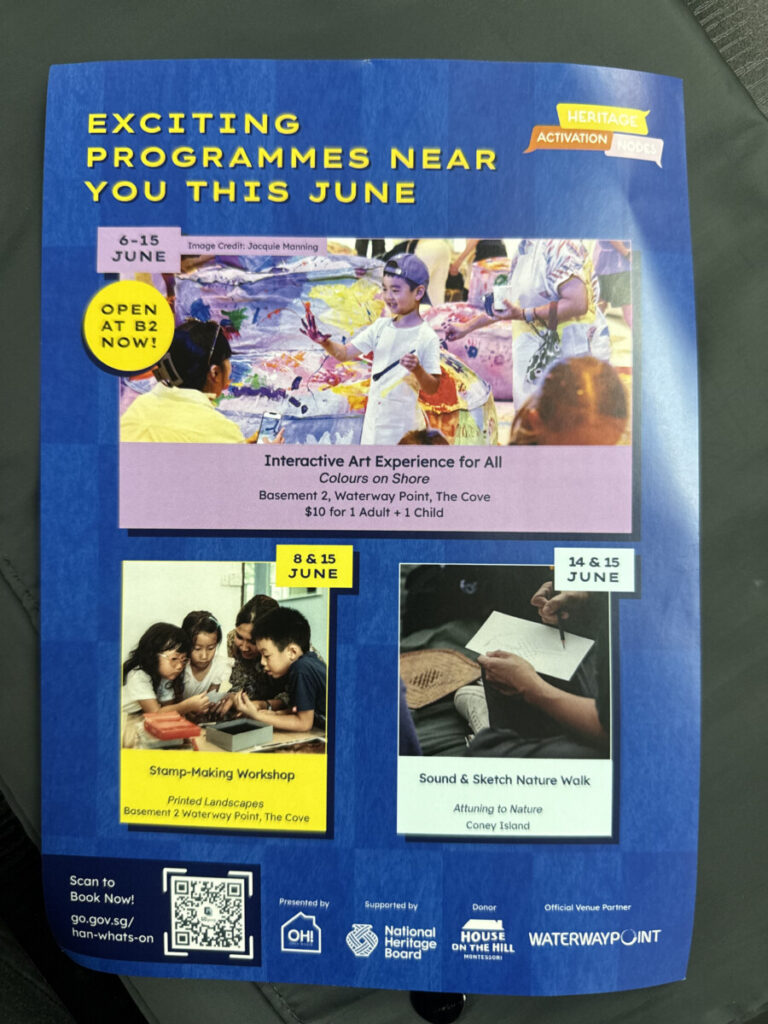 EXCITING
PROGRAMMES NEAR
YOU THIS JUNE
HERITAGE
ACTIVATION
NODES
6-15
JUNE
Image Credit: Jacquie Manning
OPEN
AT B2
NOW!
Interactive Art Experience for All
Colours on Shore
Basement 2, Waterway Point, The Cove
$10 for 1 Adult + 1 Child
8 & 15
JUNE
Stamp-Making Workshop
Printed Landscapes
Basement 2 Waterway Point, The Cove
14 & 15
JUNE
Sound & Sketch Nature Walk
Attuning to Nature
Coney Island
Scan to
Book Now!
go.gov.sg/
han-whats-on
Presented by
OH!
Supported by
National
Heritage
Board
Donor
HOUSE
ON THE HILL
MONTESSORI
Official Venue Partner
WATERWAYPOINT